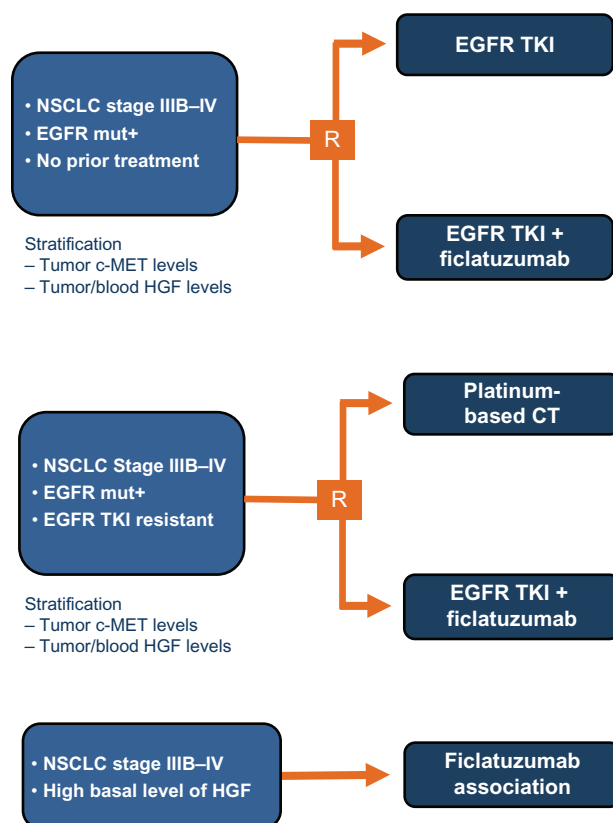 • NSCLC stage IIIB–IV
• EGFR mut+
• No prior treatment
R
EGFR TKI
EGFR TKI +
ficlatuzumab
Stratification
– Tumor c-MET levels
– Tumor/blood HGF levels
• NSCLC Stage IIIB–IV
• EGFR mut+
• EGFR TKI resistant
R
Platinum-
based CT
EGFR TKI +
ficlatuzumab
Stratification
– Tumor c-MET levels
– Tumor/blood HGF levels
• NSCLC stage IIIB–IV
• High basal level of HGF
Ficlatuzumab
association